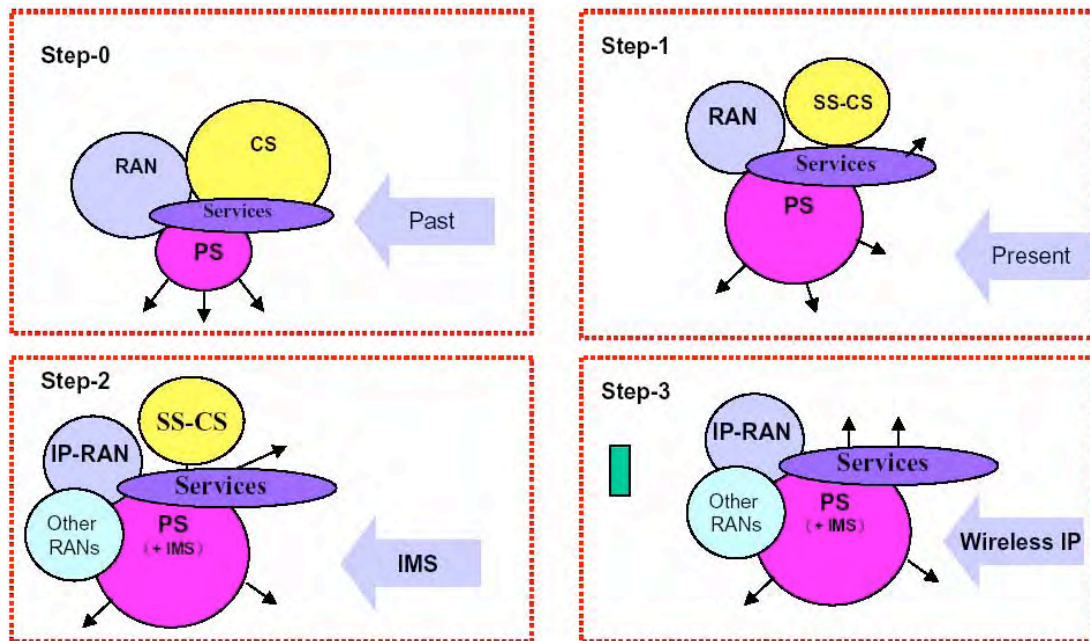 Step-0
RAN
CS
Services
PS
Past
Step-1
RAN
SS-CS
Services
PS
Present
Step-2
SS-CS
IP-RAN
Services
Other
RANs
PS
(+ IMS)
IMS
Step-3
IP-RAN
Services
Other
RANs
PS
(+ IMS)
Wireless IP